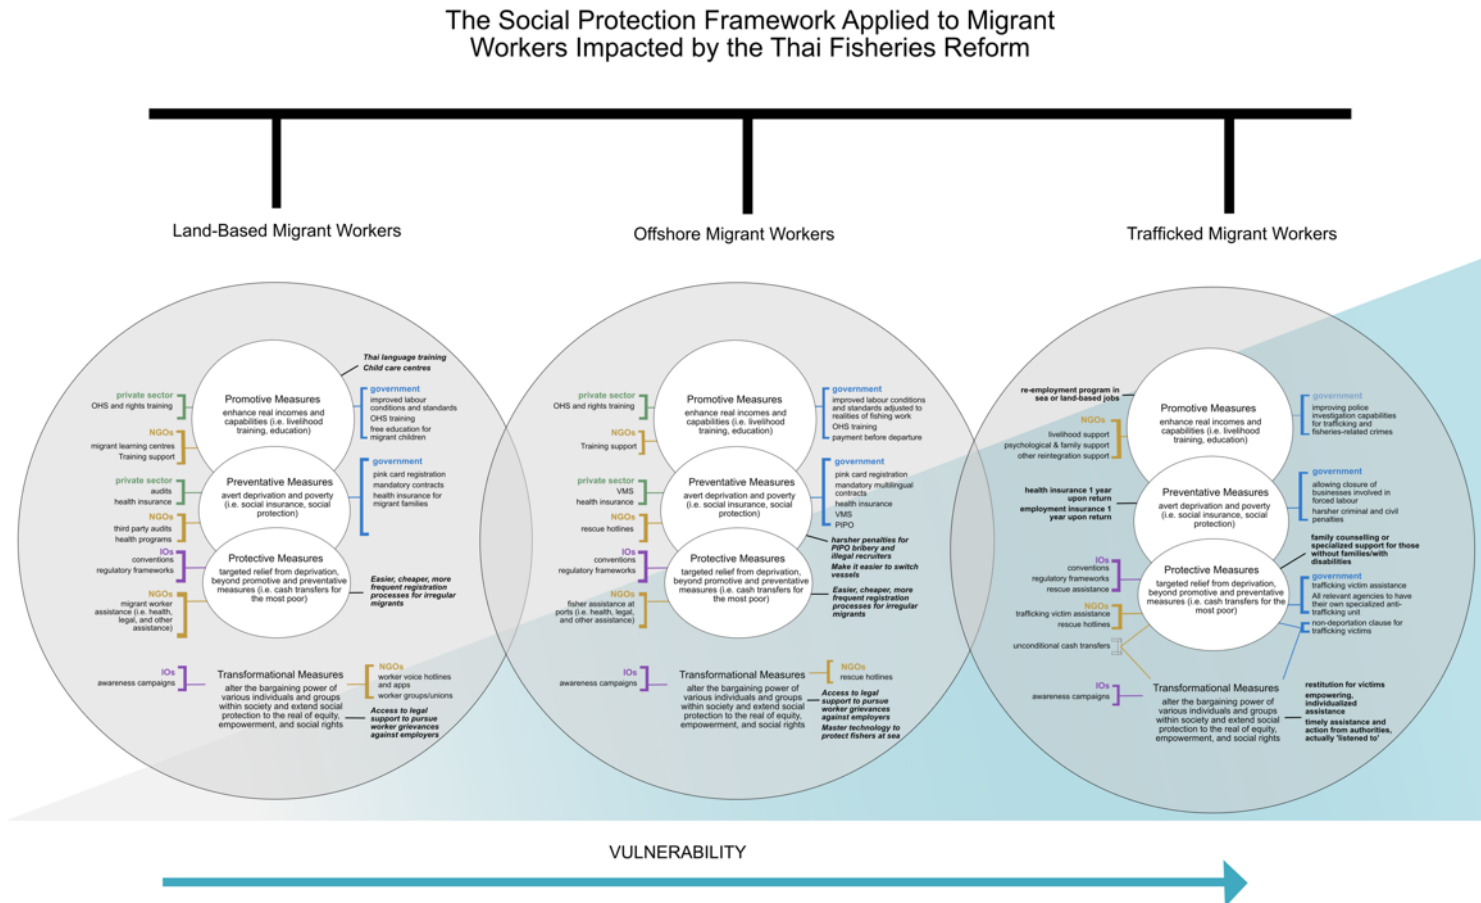 The Social Protection Framework Applied to Migrant
Workers Impacted by the Thai Fisheries Reform
Land-Based Migrant Workers
Thai language training
Child care centres
private sector
OHS and rights training
NGOs
migrant learning centres
Training support
Promotive Measures
enhance real incomes and
capabilities (i.e. livelihood
training, education)
government
improved labour
conditions and standards
OHS training
free education for
migrant children
private sector
audits
health insurance
NGOs
third party audits
health programs
Preventative Measures
avert deprivation and poverty
(i.e. social insurance, social
protection)
government
pink card registration
mandatory contracts
health insurance for
migrant families
IOs
conventions
regulatory frameworks
NGOs
migrant worker
assistance (i.e. health,
legal, and other
assistance)
Protective Measures
targeted relief from deprivation,
beyond promotive and preventative
measures (i.e. cash transfers for
the most poor)
Easier, cheaper, more
frequent registration
processes for irregular
migrants
IOs
awareness campaigns
Transformational Measures
alter the bargaining power of
various individuals and groups
within society and extend social
protection to the real of equity,
empowerment, and social rights
NGOs
worker voice hotlines
and apps
worker groups/unions
Access to legal
support to pursue
worker grievances
against employers
Offshore Migrant Workers
private sector
OHS and rights training
NGOs
Training support
Promotive Measures
enhance real incomes and
capabilities (i.e. livelihood
training, education)
government
improved labour conditions
and standards adjusted to
realities of fishing work
OHS training
payment before departure
private sector
VMS
health insurance
NGOs
rescue hotlines
Preventative Measures
avert deprivation and poverty
(i.e. social insurance, social
protection)
government
pink card registration
mandatory multilingual
contracts
health insurance
VMS
PIPO
harsher penalties for
PIPO bribery and
illegal recruiters
Make it easier to switch
vessels
IOs
conventions
regulatory frameworks
NGOs
fisher assistance at
ports (i.e. health, legal,
and other assistance)
Protective Measures
targeted relief from deprivation,
beyond promotive and preventative
measures (i.e. cash transfers for
the most poor)
Easier, cheaper, more
frequent registration
processes for irregular
migrants
IOs
awareness campaigns
Transformational Measures
alter the bargaining power of
various individuals and groups
within society and extend social
protection to the real of equity,
empowerment, and social rights
NGOs
rescue hotlines
Access to legal
support to pursue
worker grievances
against employers
Master technology to
protect fishers at sea
Trafficked Migrant Workers
re-employment program in
sea or land-based jobs
NGOs
livelihood support
psychological & family support
other reintegration support
Promotive Measures
enhance real incomes and
capabilities (i.e. livelihood
training, education)
government
improving police
investigation capabilities
for trafficking and
fisheries-related crimes
health insurance 1 year
upon return
employment insurance 1
year upon return
Preventative Measures
avert deprivation and poverty
(i.e. social insurance, social
protection)
government
allowing closure of
businesses involved in
forced labour
harsher criminal and civil
penalties
family counselling or
specialized support for those
without families/with
disabilities
IOs
conventions
regulatory frameworks
rescue assistance
NGOs
trafficking victim assistance
rescue hotlines
unconditional cash transfers
Protective Measures
targeted relief from deprivation,
beyond promotive and preventative
measures (i.e. cash transfers for the
most poor)
government
trafficking victim assistance
All relevant agencies to have
their own specialized anti-
trafficking unit
non-deportation clause for
trafficking victims
IOs
awareness campaigns
Transformational Measures
alter the bargaining power of
various individuals and groups
within society and extend social
protection to the real of equity,
empowerment, and social rights
restitution for victims
empowering,
individualized
assistance
timely assistance and
action from authorities,
actually 'listened to'
VULNERABILITY